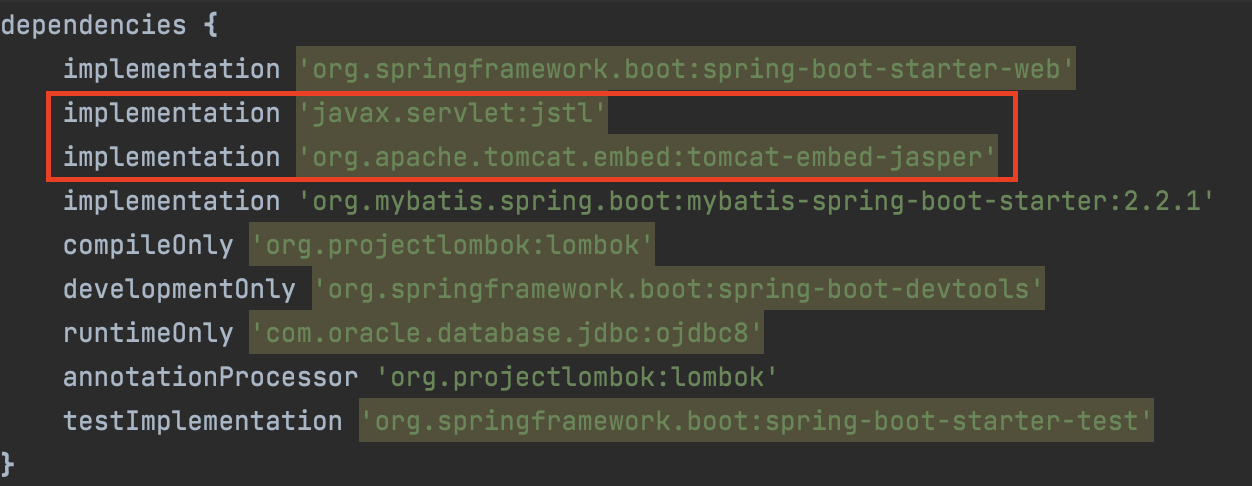 dependencies {
    implementation 'org.springframework.boot:spring-boot-starter-web'
    implementation 'javax.servlet:jstl'
    implementation 'org.apache.tomcat.embed:tomcat-embed-jasper'
    implementation 'org.mybatis.spring.boot:mybatis-spring-boot-starter:2.2.1'
    compileOnly 'org.projectlombok:lombok'
    developmentOnly 'org.springframework.boot:spring-boot-devtools'
    runtimeOnly 'com.oracle.database.jdbc:ojdbc8'
    annotationProcessor 'org.projectlombok:lombok'
    testImplementation 'org.springframework.boot:spring-boot-starter-test'
}